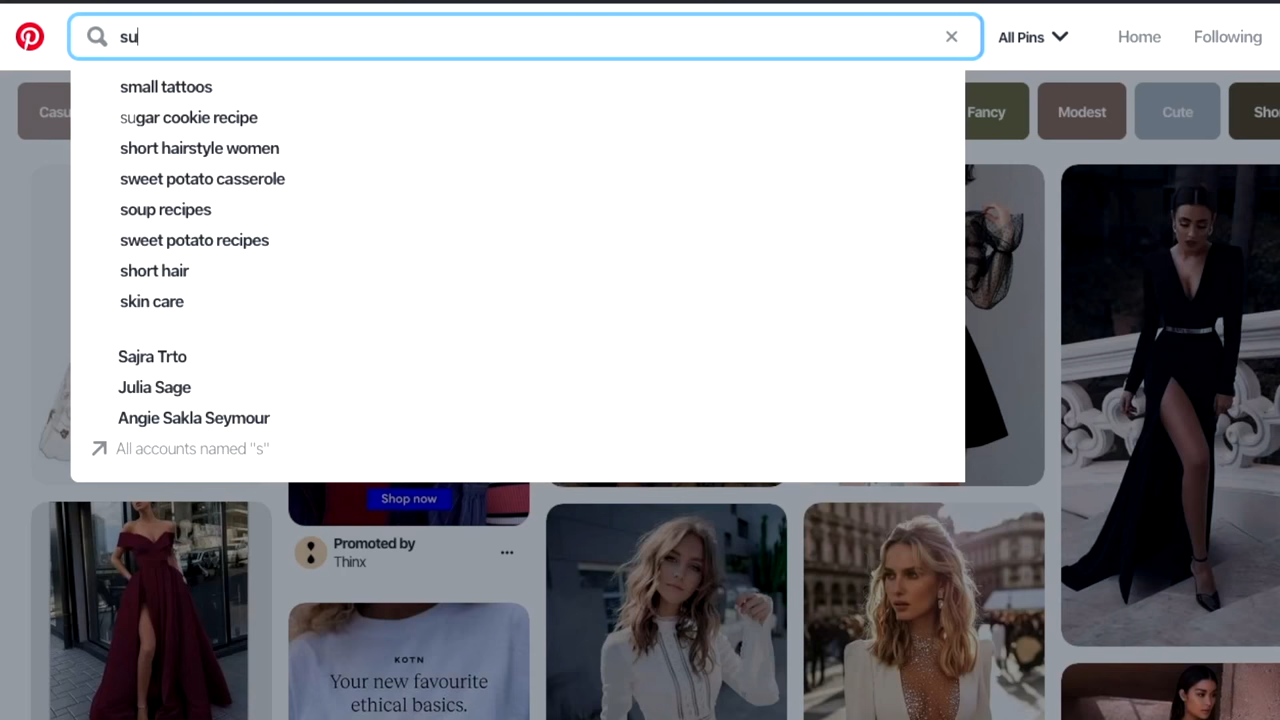 su
All Pins
Home
Following
small tattoos
sugar cookie recipe
short hairstyle women
sweet potato casserole
soup recipes
sweet potato recipes
short hair
skin care
Sajra Trto
Julia Sage
Angie Sakla Seymour
All accounts named "s"
Casu
Fancy
Modest
Cute
Sho
Shop now
Promoted by
Thinx
KOTN
Your new favourite
ethical basics.